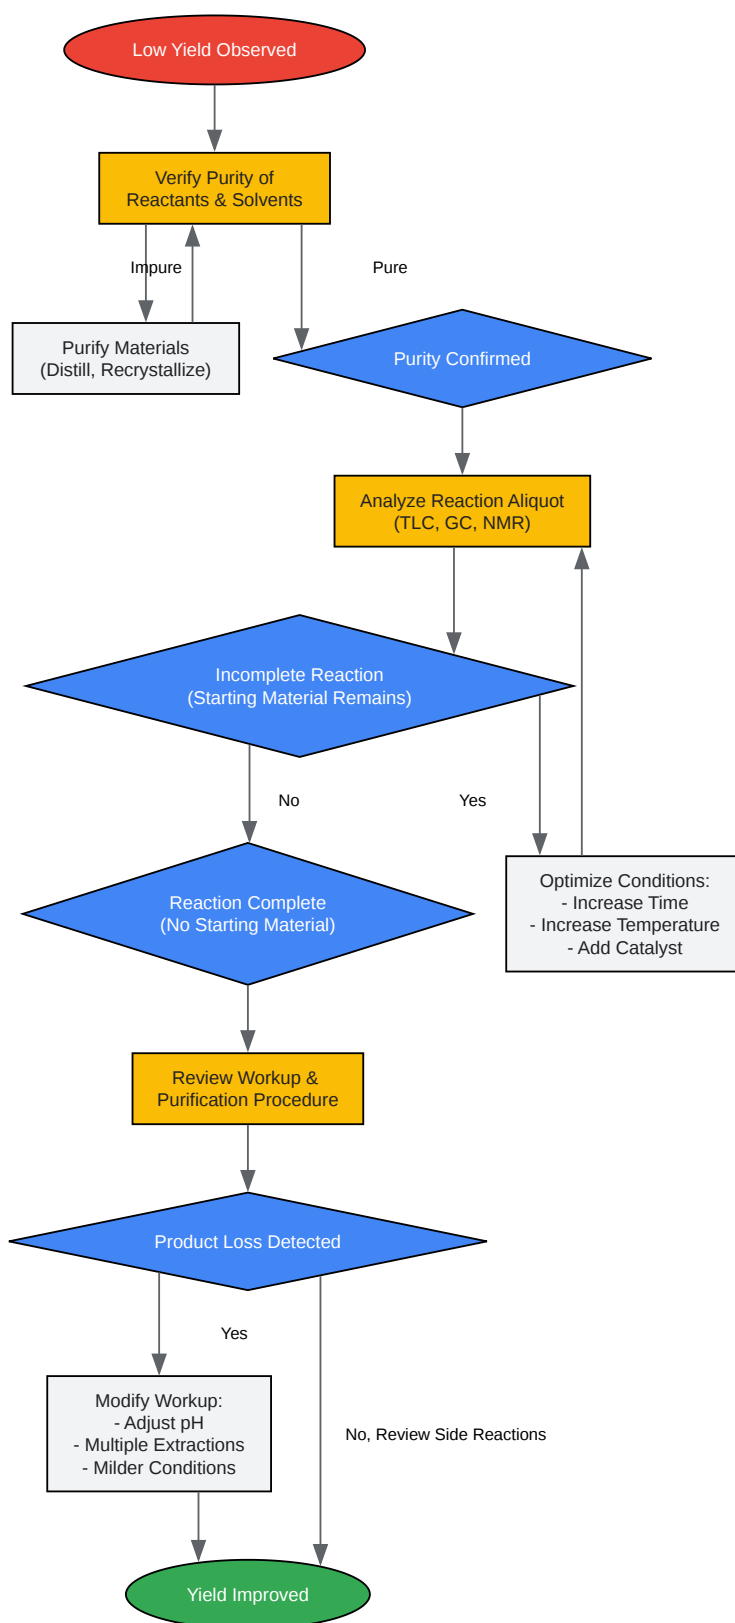 Low Yield Observed
Verify Purity of
Reactants & Solvents
Impure
Pure
Purify Materials
(Distill, Recrystallize)
Purity Confirmed
Analyze Reaction Aliquot
(TLC, GC, NMR)
Incomplete Reaction
(Starting Material Remains)
No
Yes
Reaction Complete
(No Starting Material)
Optimize Conditions:
- Increase Time
- Increase Temperature
- Add Catalyst
Review Workup &
Purification Procedure
Product Loss Detected
Yes
Modify Workup:
- Adjust pH
- Multiple Extractions
- Milder Conditions
No, Review Side Reactions
Yield Improved